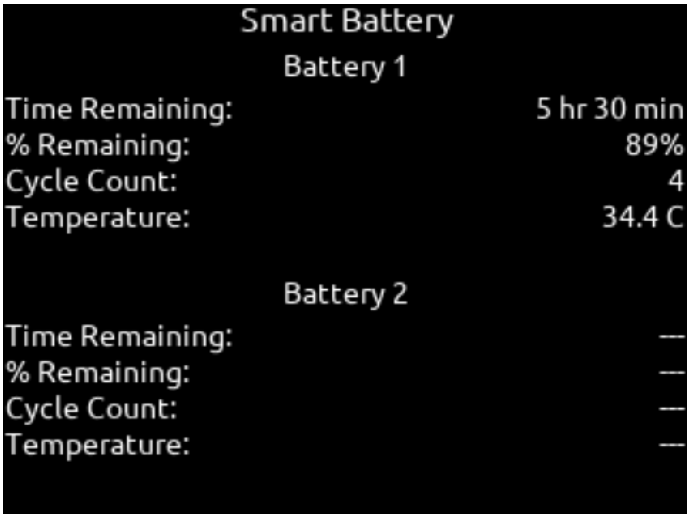 Smart Battery
Battery 1
Time Remaining: 5 hr 30 min
% Remaining: 89%
Cycle Count: 4
Temperature: 34.4 C
Battery 2
Time Remaining: ---
% Remaining: ---
Cycle Count: ---
Temperature: ---